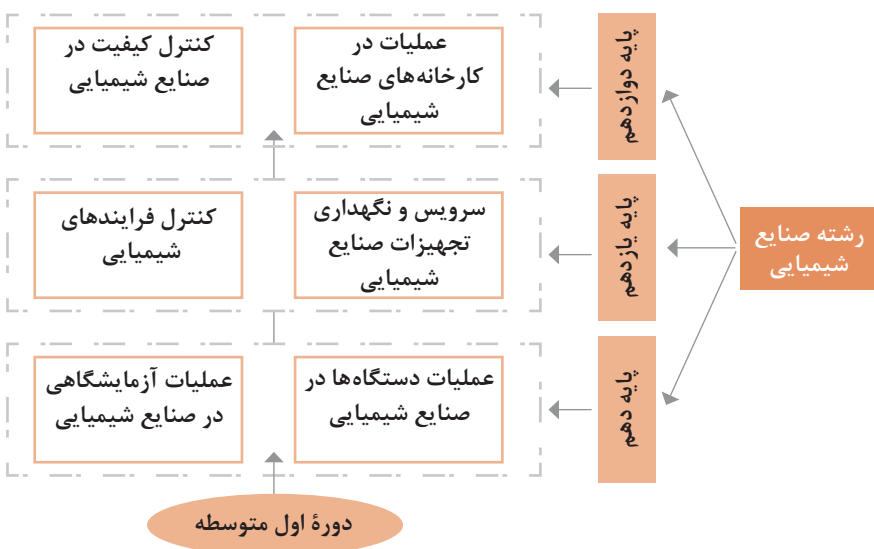 رشته صنایع
شیمیایی
پایه دوازدهم
عملیات در
کارخانه‌های صنایع
شیمیایی
کنترل کیفیت در
صنایع شیمیایی
پایه یازدهم
سرویس و نگهداری
تجهیزات صنایع
شیمیایی
کنترل فرایندهای
شیمیایی
پایه دهم
عملیات دستگاه‌ها در
صنایع شیمیایی
عملیات آزمایشگاهی
در صنایع شیمیایی
دورۀ اول متوسطه